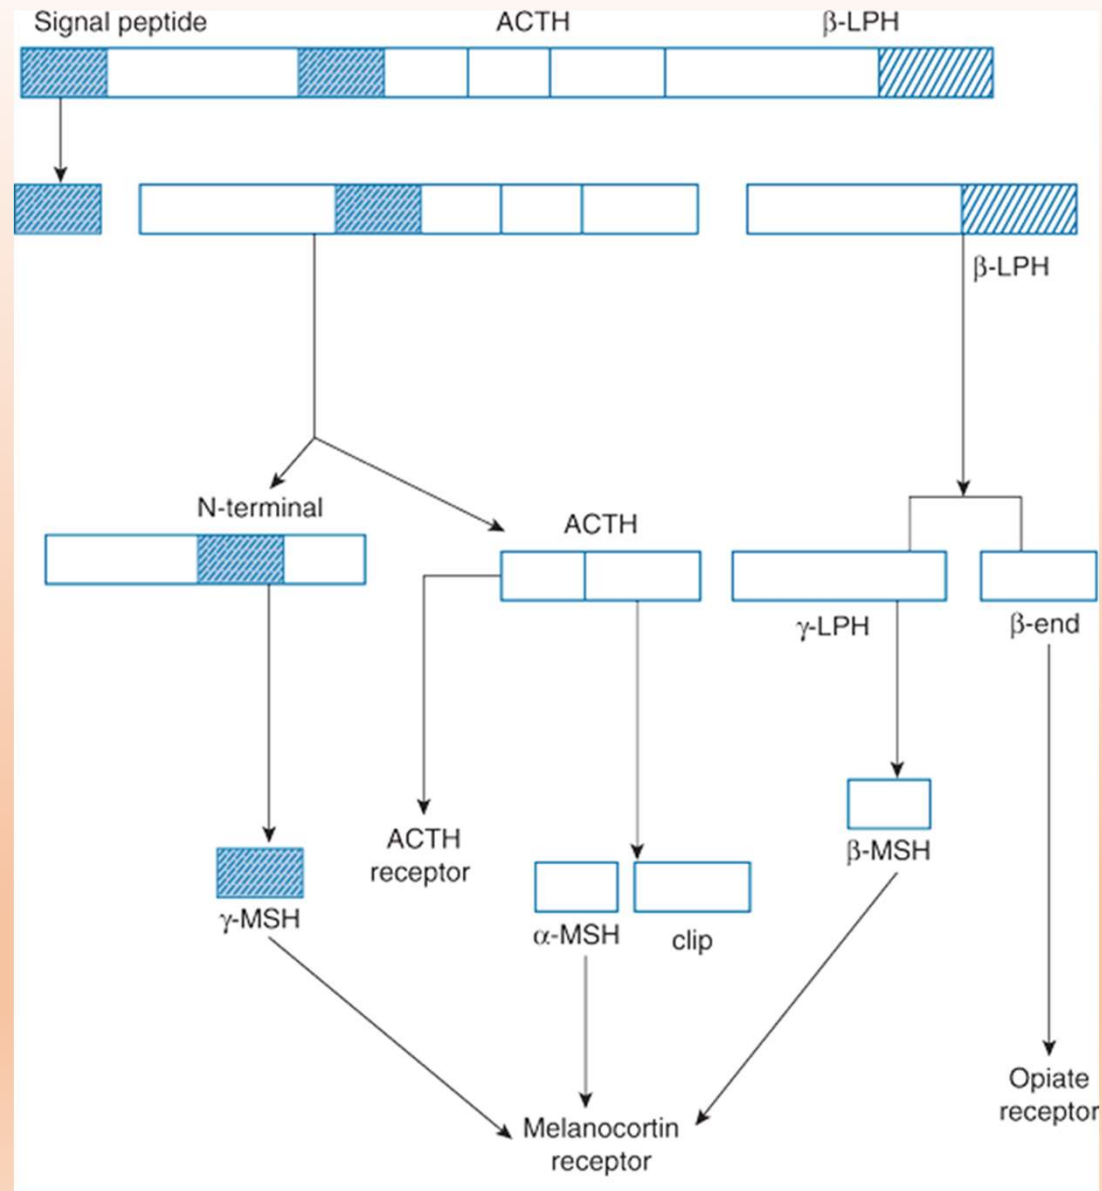 Signal peptide
ACTH
β-LPH
β-LPH
N-terminal
ACTH
γ-LPH
β-end
ACTH
receptor
β-MSH
γ-MSH
α-MSH
clip
Opiate
receptor
Melanocortin
receptor